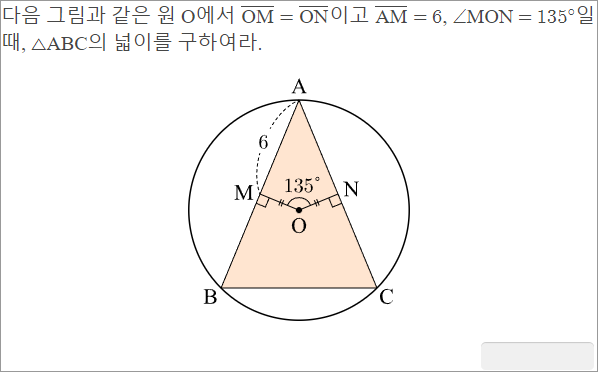 다음 그림과 같은 원 O에서 OM = ON이고 AM = 6, ∠MON = 135°일
때, △ABC의 넓이를 구하여라.
A
6
M
135°
N
O
B
C